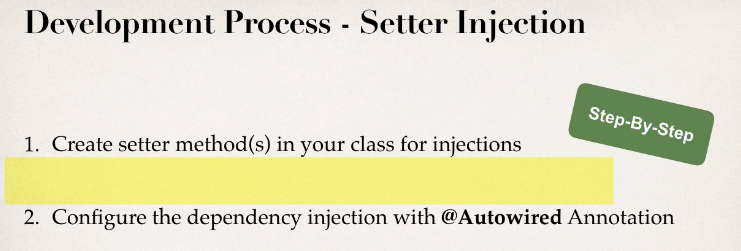 Development Process - Setter Injection
Step-By-Step
1. Create setter method(s) in your class for injections
2. Configure the dependency injection with @Autowired Annotation